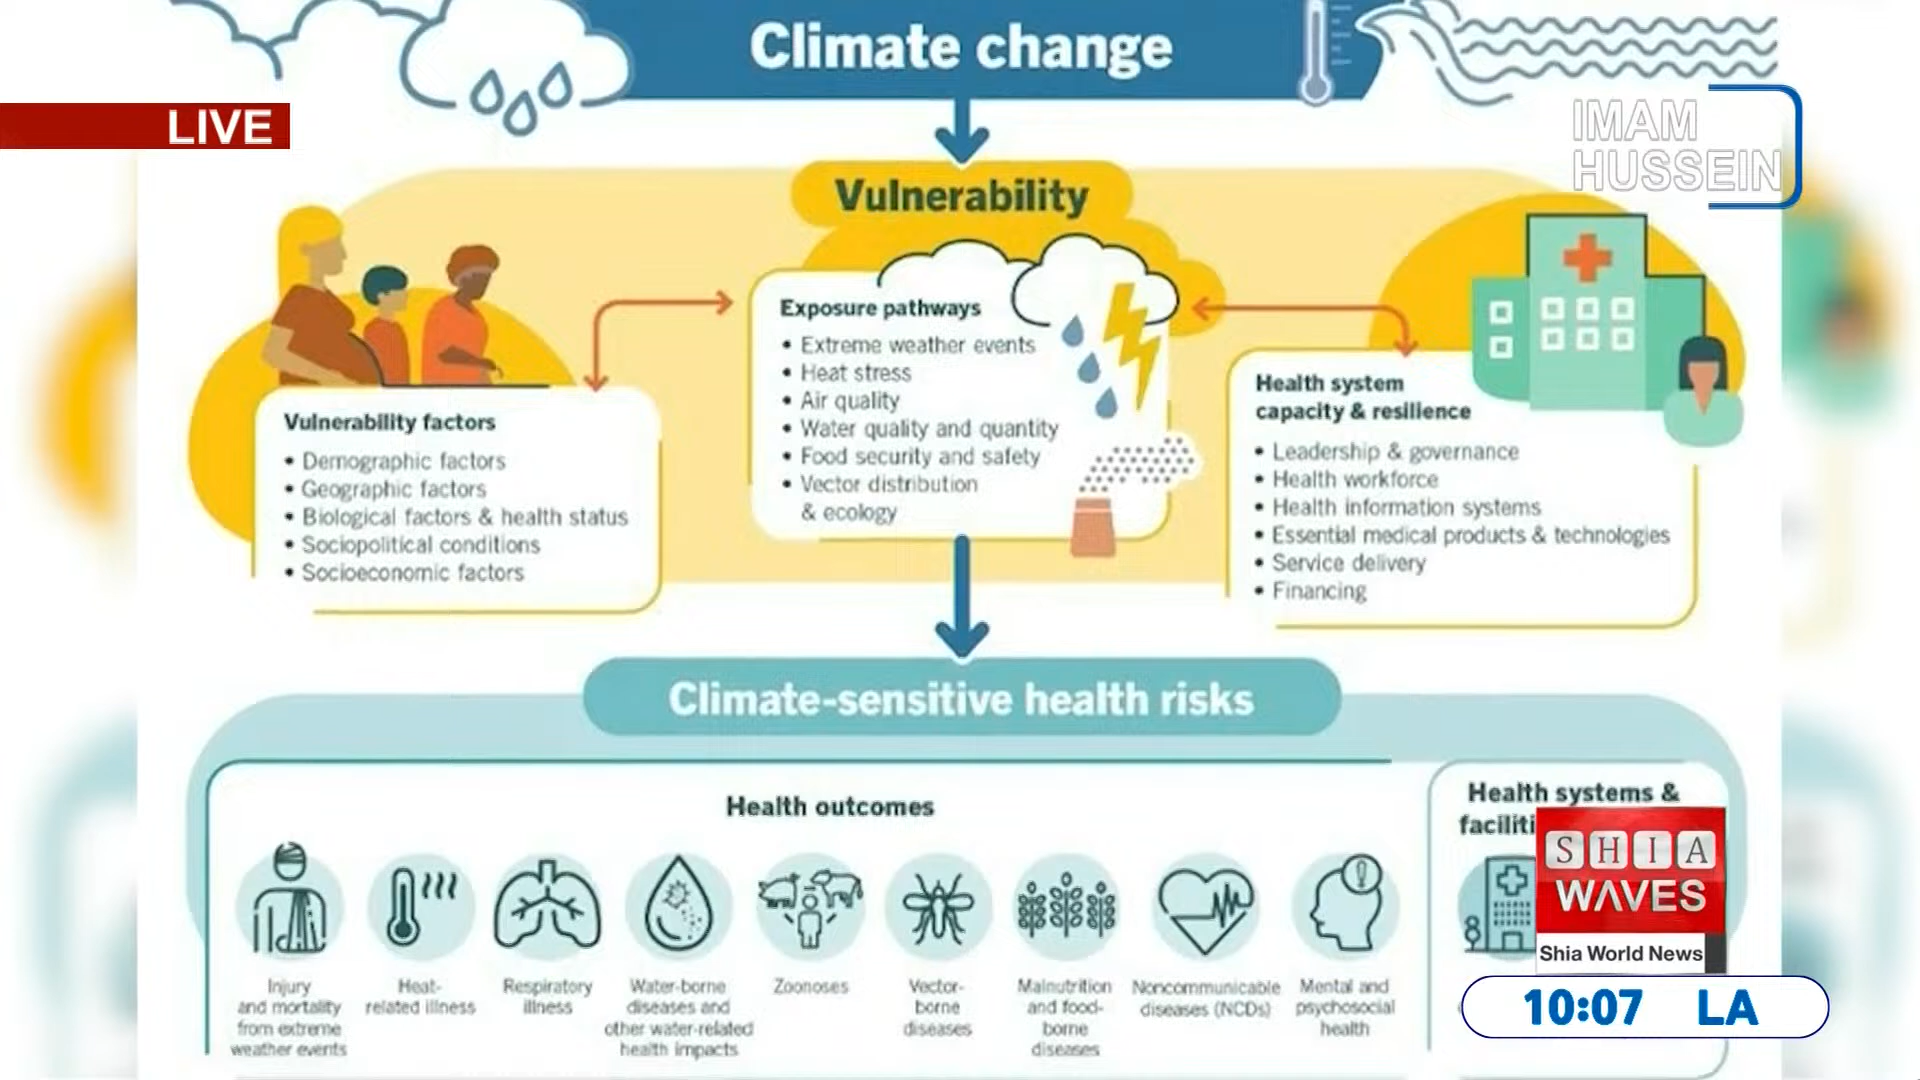 Climate change
LIVE
IMAM
HUSSEIN
Vulnerability
Vulnerability factors
• Demographic factors
• Geographic factors
• Biological factors & health status
• Sociopolitical conditions
• Socioeconomic factors
Exposure pathways
• Extreme weather events
• Heat stress
• Air quality
• Water quality and quantity
• Food security and safety
• Vector distribution
& ecology
Health system
capacity & resilience
• Leadership & governance
• Health workforce
• Health information systems
• Essential medical products & technologies
• Service delivery
• Financing
Climate-sensitive health risks
Health outcomes
Injury
and mortality
from extreme
weather events
Heat-
related illness
Respiratory
illness
Water-borne
diseases and
other water-related
health impacts
Zoonoses
Vector-
borne
diseases
Malnutrition
and food-
borne
diseases
Noncommunicable
diseases (NCDs)
Mental and
psychosocial
health
Health systems &
faciliti
SHIA
WAVES
Shia World News
10:07 LA